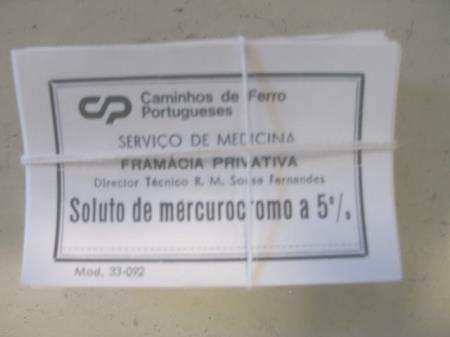 CP Caminhos de Ferro
Portugueses
SERVIÇO DE MEDICINA
FRAMÁCIA PRIVATIVA
Director Técnico R. M. Sousa Fernandes
Soluto de mercurocromo a 5%
Mod. 33-092